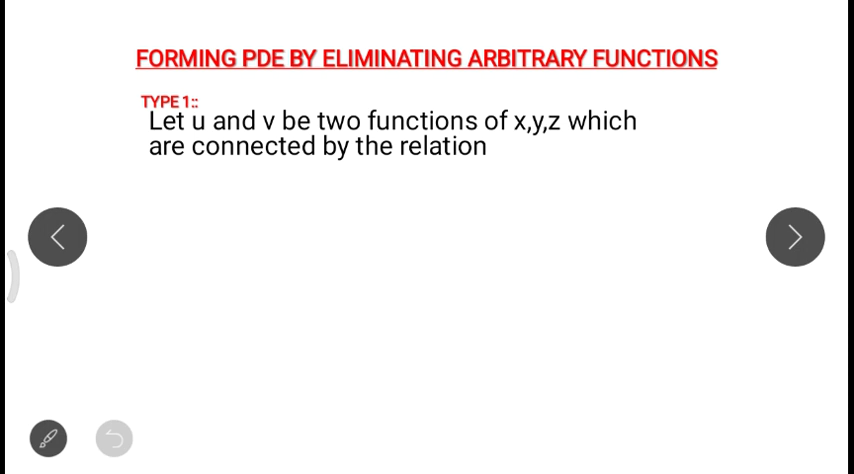 FORMING PDE BY ELIMINATING ARBITRARY FUNCTIONS
TYPE 1::
Let u and v be two functions of x,y,z which
are connected by the relation